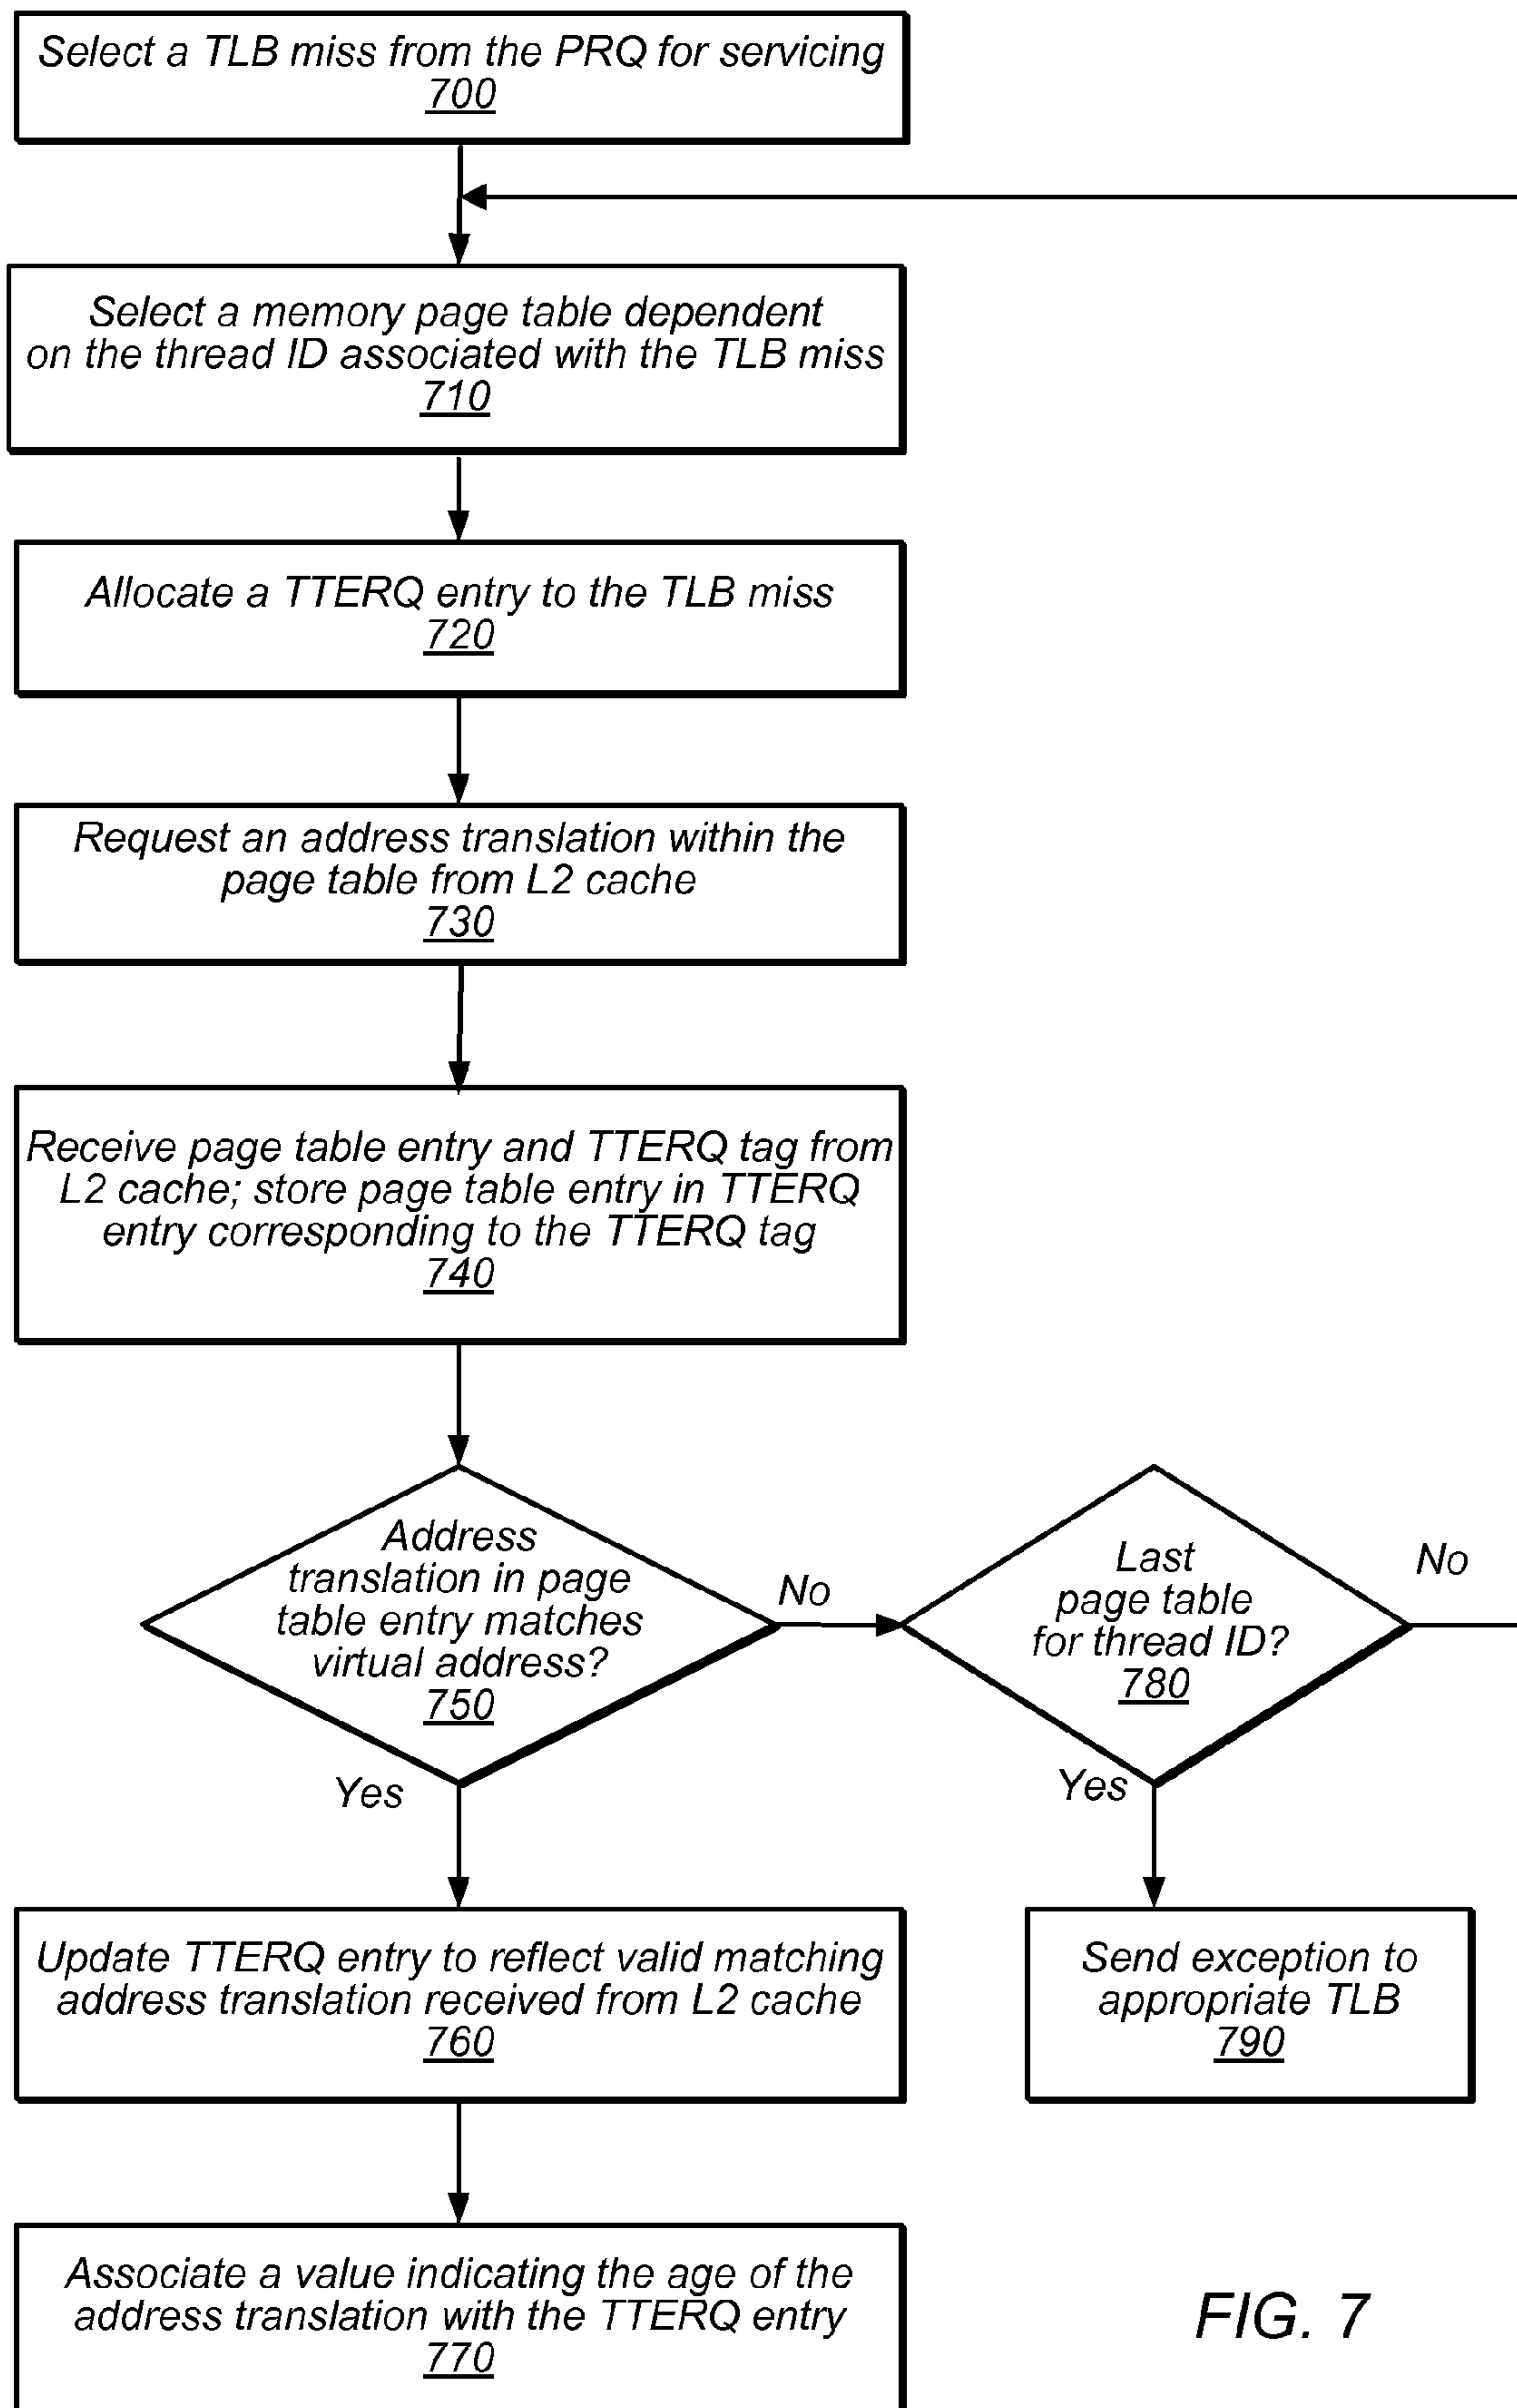 Select a TLB miss from the PRQ for servicing
700
Select a memory page table dependent
on the thread ID associated with the TLB miss
710
Allocate a TTERQ entry to the TLB miss
720
Request an address translation within the
page table from L2 cache
730
Receive page table entry and TTERQ tag from
L2 cache; store page table entry in TTERQ
entry corresponding to the TTERQ tag
740
Address
translation in page
table entry matches
virtual address?
750
No
Last
page table
for thread ID?
780
No
Yes
Yes
Update TTERQ entry to reflect valid matching
address translation received from L2 cache
760
Send exception to
appropriate TLB
790
Associate a value indicating the age of the
address translation with the TTERQ entry
770
FIG. 7